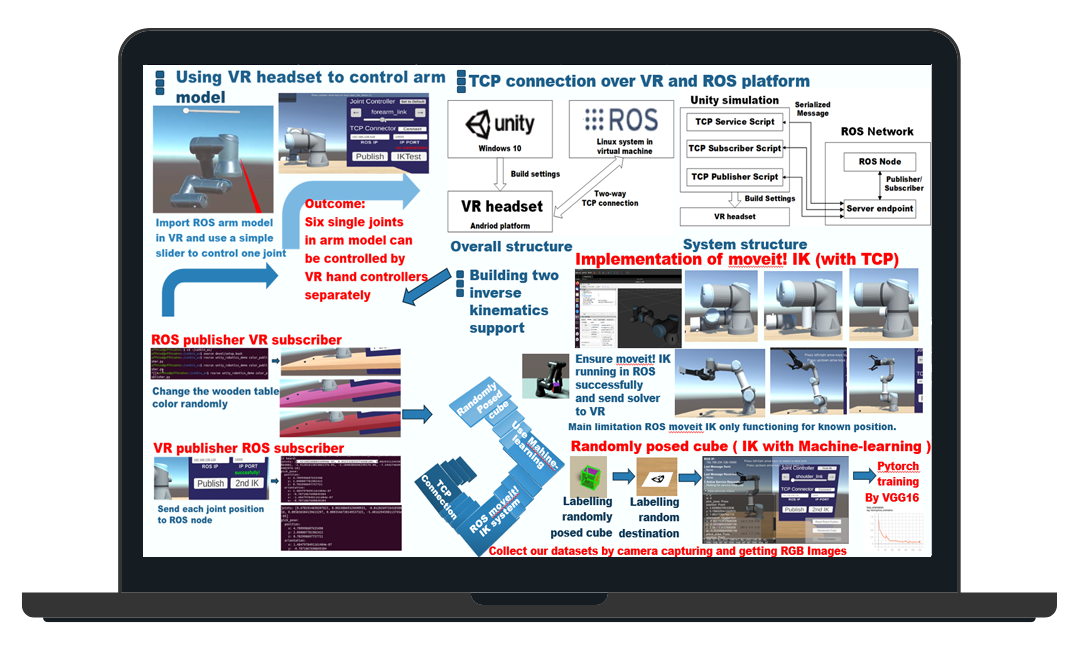 Using VR headset to control arm
model
Joint Controller
Set to Default
forearm_link
TCP Connector
Connect
ROS IP
IP PORT
Publish
IKTest
Import ROS arm model
in VR and use a simple
slider to control one joint
Outcome:
Six single joints
in arm model can
be controlled by
VR hand controllers
separately
TCP connection over VR and ROS platform
unity
Windows 10
ROS
Linux system in
virtual machine
Build settings
Two-way
TCP connection
VR headset
Andriod platform
Overall structure
Unity simulation
TCP Service Script
TCP Subscriber Script
TCP Publisher Script
Build Settings
VR headset
Serialized
Message
ROS Network
ROS Node
Publisher/
Subscriber
Server endpoint
System structure
Building two
inverse
kinematics
support
Implementation of moveit! IK (with TCP)
Ensure moveit! IK
running in ROS
successfully
and send solver
to VR
Main limitation ROS moveit IK only functioning for known position.
ROS publisher VR subscriber
Change the wooden table
color randomly
VR publisher ROS subscriber
ROS IP
IP PORT
Publish
2nd IK
Send each joint position
to ROS node
Randomly
Posed
cube
Use Mahine-
learning
ROS moveit!
IK system
TCP
Connection
Randomly posed cube ( IK with Machine-learning )
Labelling
randomly
posed cube
Labelling
random
destination
Joint Controller
shoulder_link
TCP Connector
ROS IP
IP PORT
Publish
2nd IK
Pytorch
training
By VGG16
Collect our datasets by camera capturing and getting RGB Images